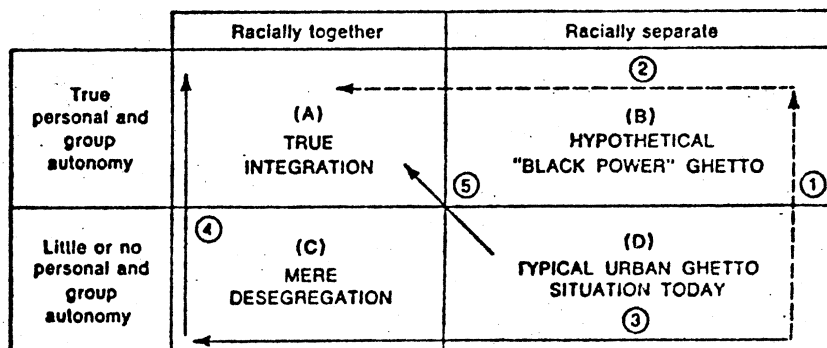 Racially together
Racially separate
②
True
personal and
group
autonomy
(A)
TRUE
INTEGRATION
(B)
HYPOTHETICAL
"BLACK POWER" GHETTO
⑤
①
④
Little or no
personal and
group
autonomy
(C)
MERE
DESEGREGATION
(D)
TYPICAL URBAN GHETTO
SITUATION TODAY
③